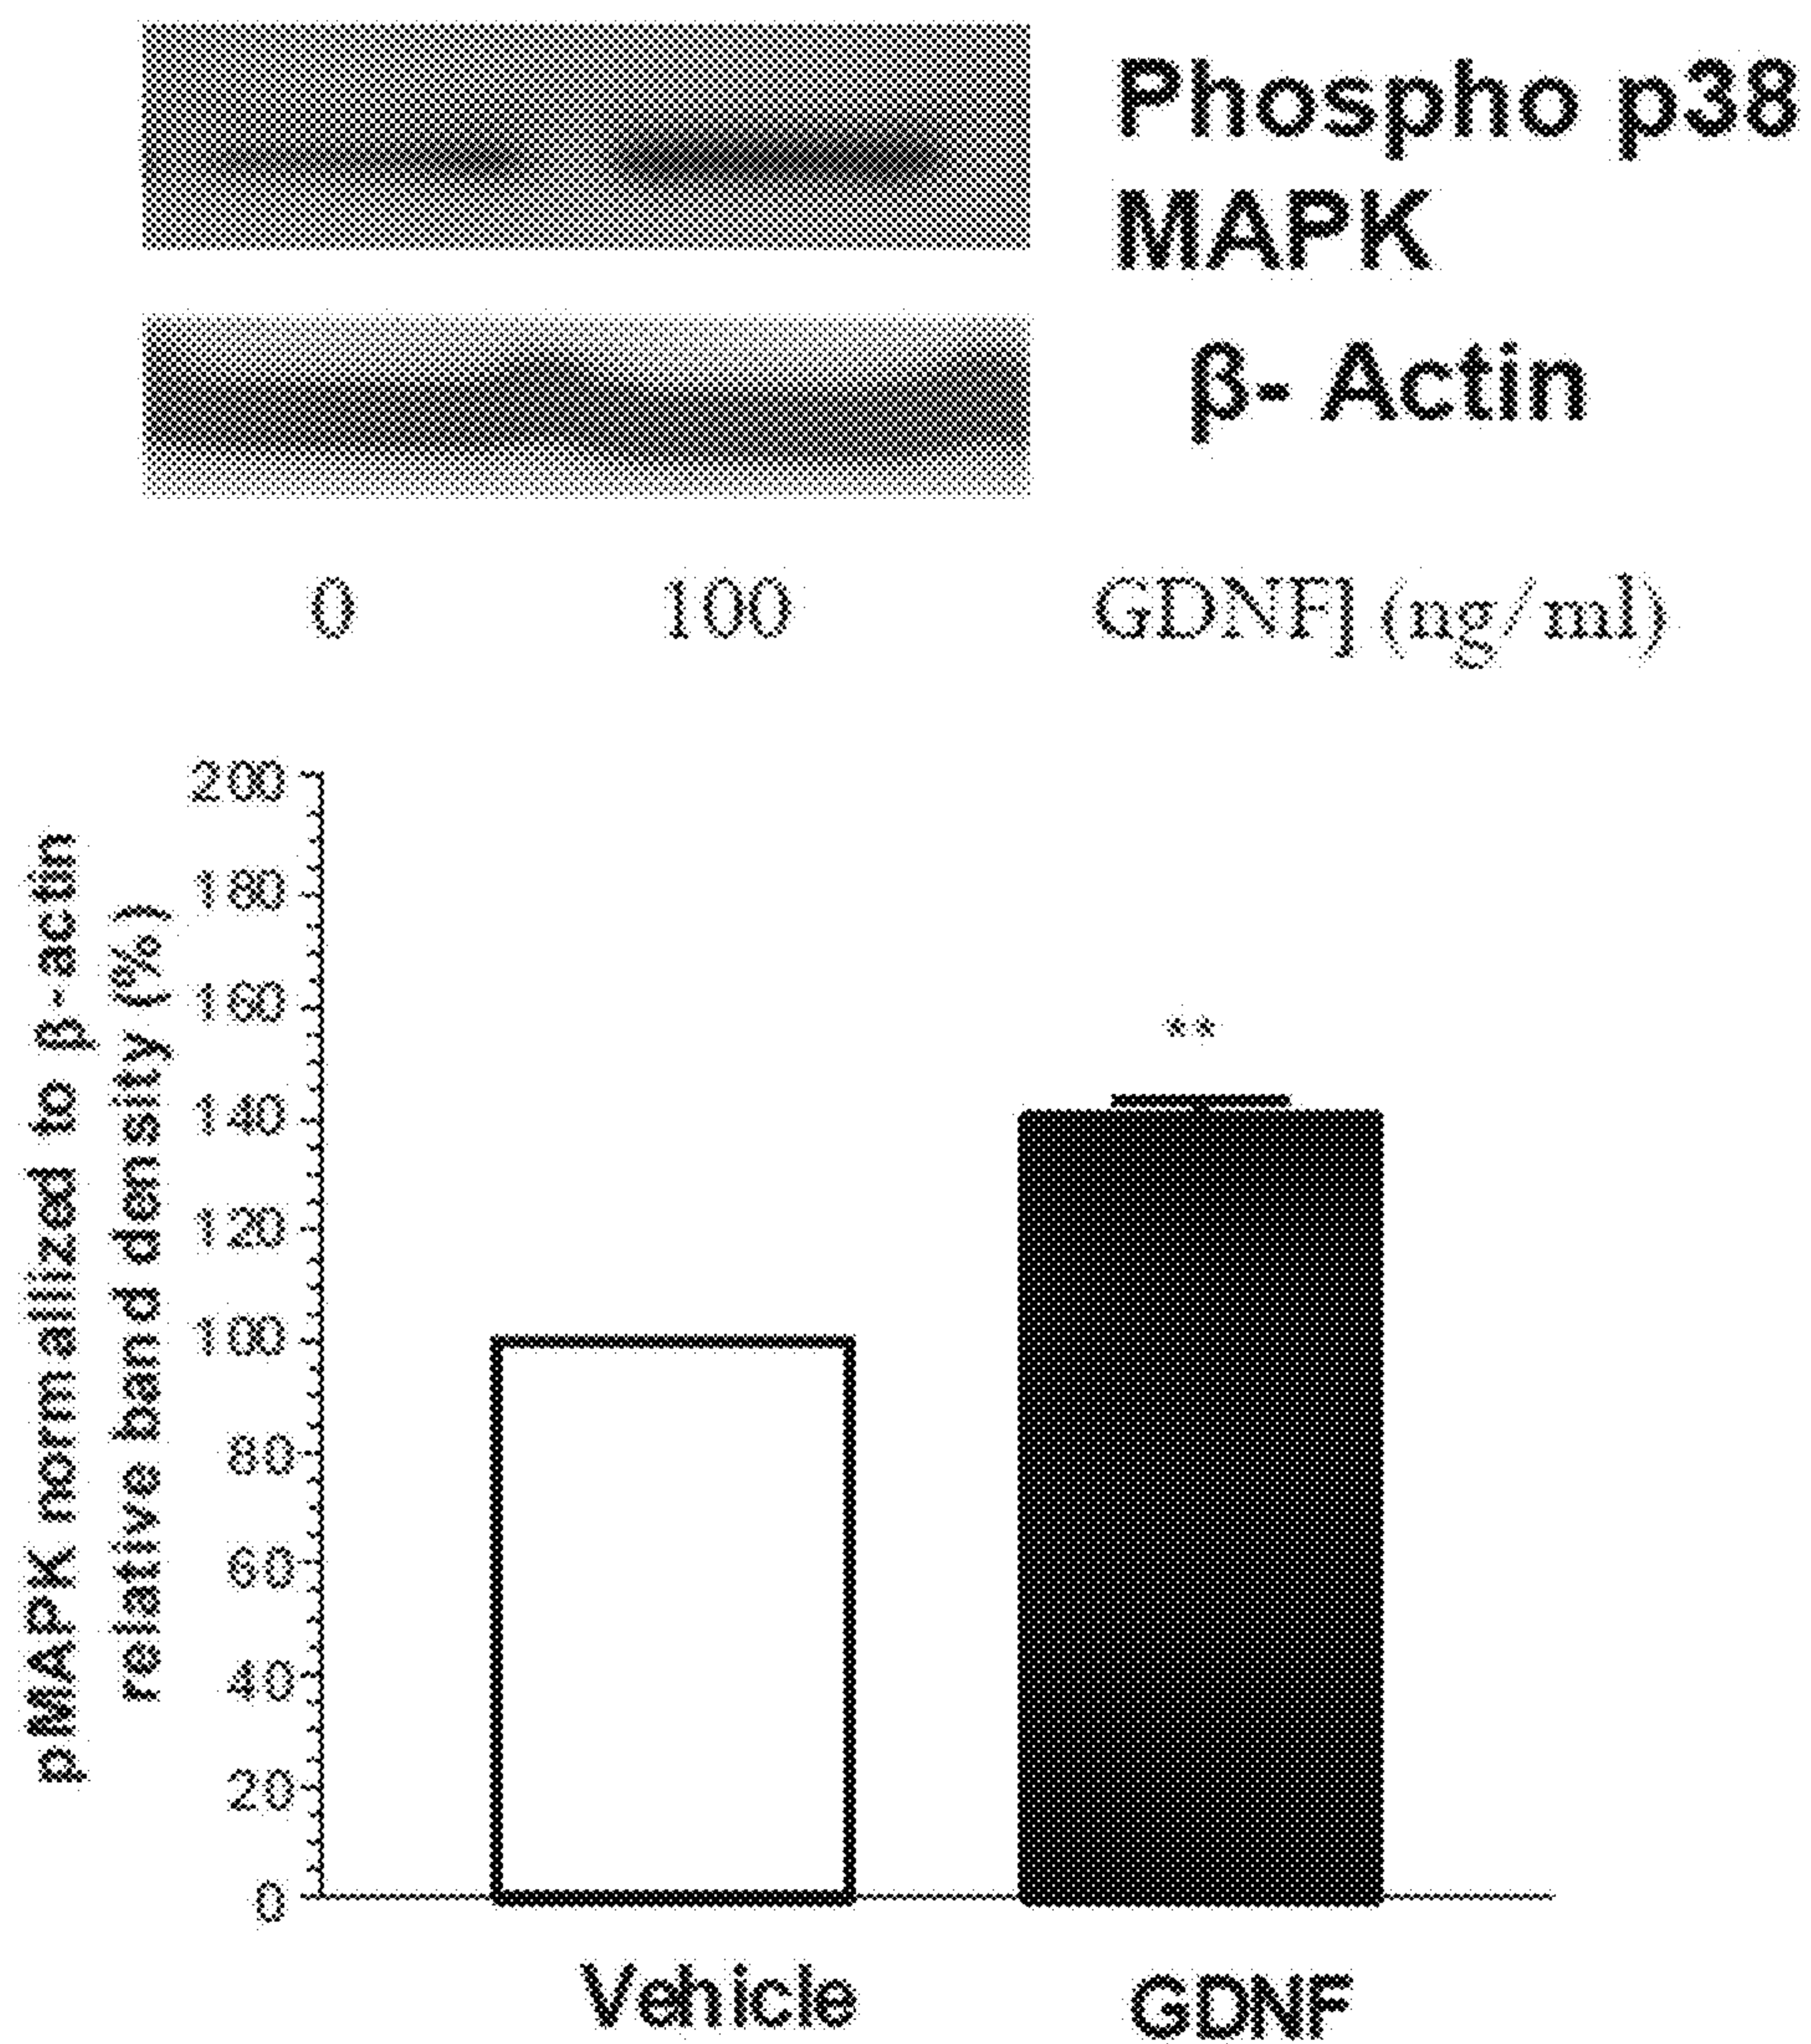 Phospho p38
MAPK
β- Actin
0 100 GDNF] (ng/ml)
pMAPK normallized to β-actin
relative band density (%)
200
180
160
140
120
100
80
60
40
20
0
**
Vehicle GDNF